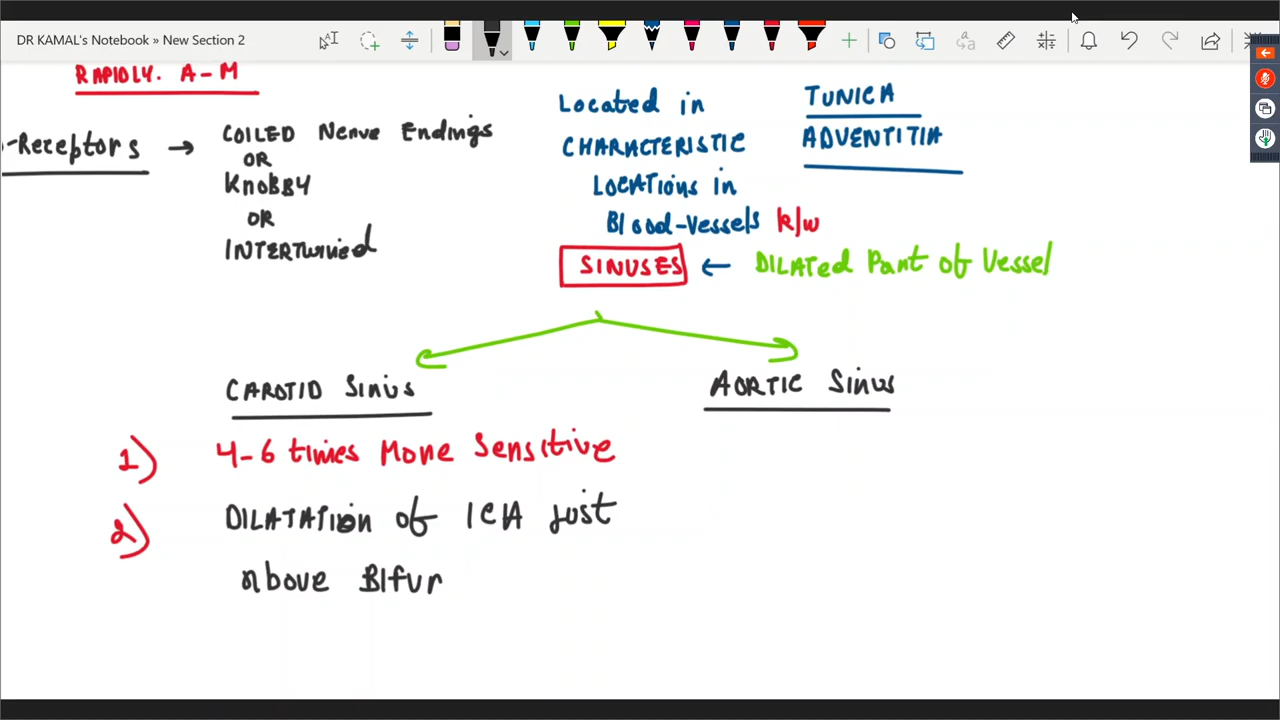 DR KAMAL's Notebook » New Section 2
RAPIDLY. A-M
-Receptors → COILED Nerve Endings
OR
KNOBBY
OR
INTERTWINED
Located in
CHARACTERISTIC
LOCATIONS in
Blood-Vessels k/w
TUNICA
ADVENTITIA
SINUSES ← DILATED Part of Vessel
CAROTID Sinus
AORTIC Sinus
1) 4-6 times More Sensitive
2) DILATATION of ICA just
above Bifur